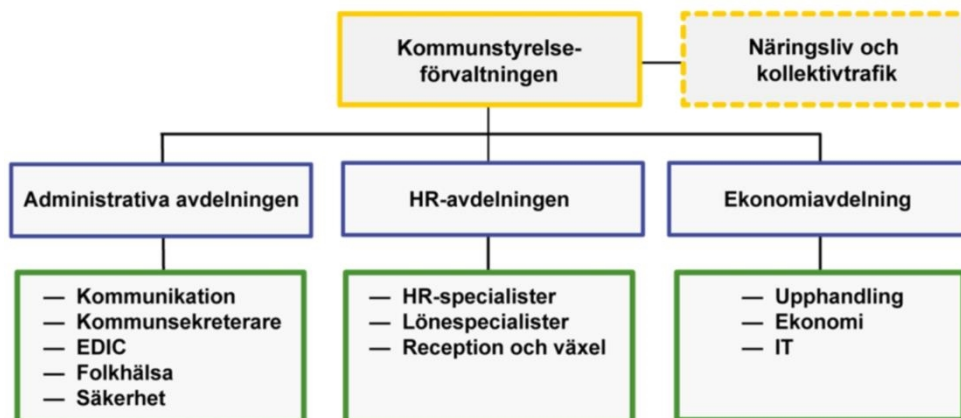 Kommunstyrelse-
förvaltningen
Näringsliv och
kollektivtrafik
Administrativa avdelningen
HR-avdelningen
Ekonomiavdelning
— Kommunikation
— Kommunsekreterare
— EDIC
— Folkhälsa
— Säkerhet
— HR-specialister
— Lönespecialister
— Reception och växel
— Upphandling
— Ekonomi
— IT